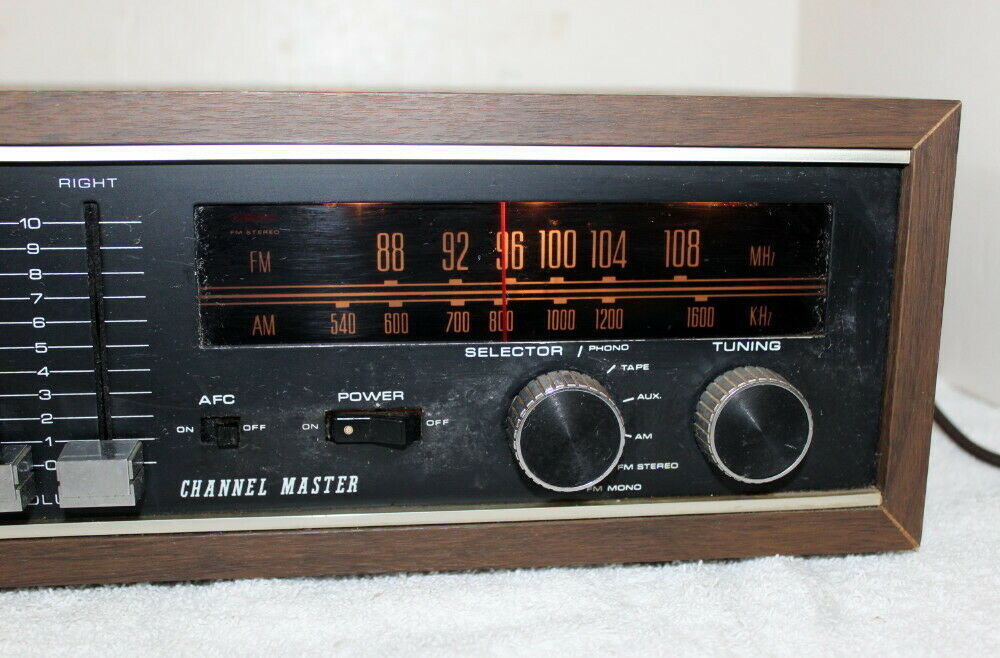 RIGHT
10
9
8
7
6
5
4
3
2
1
0
OLU
FM STEREO
FM 88 92 96 100 104 108 MHz
AM 540 600 700 800 1000 1200 1600 KHz
SELECTOR
PHONO
TAPE
AUX.
AM
FM STEREO
FM MONO
TUNING
AFC
ON OFF
POWER
ON OFF
CHANNEL MASTER